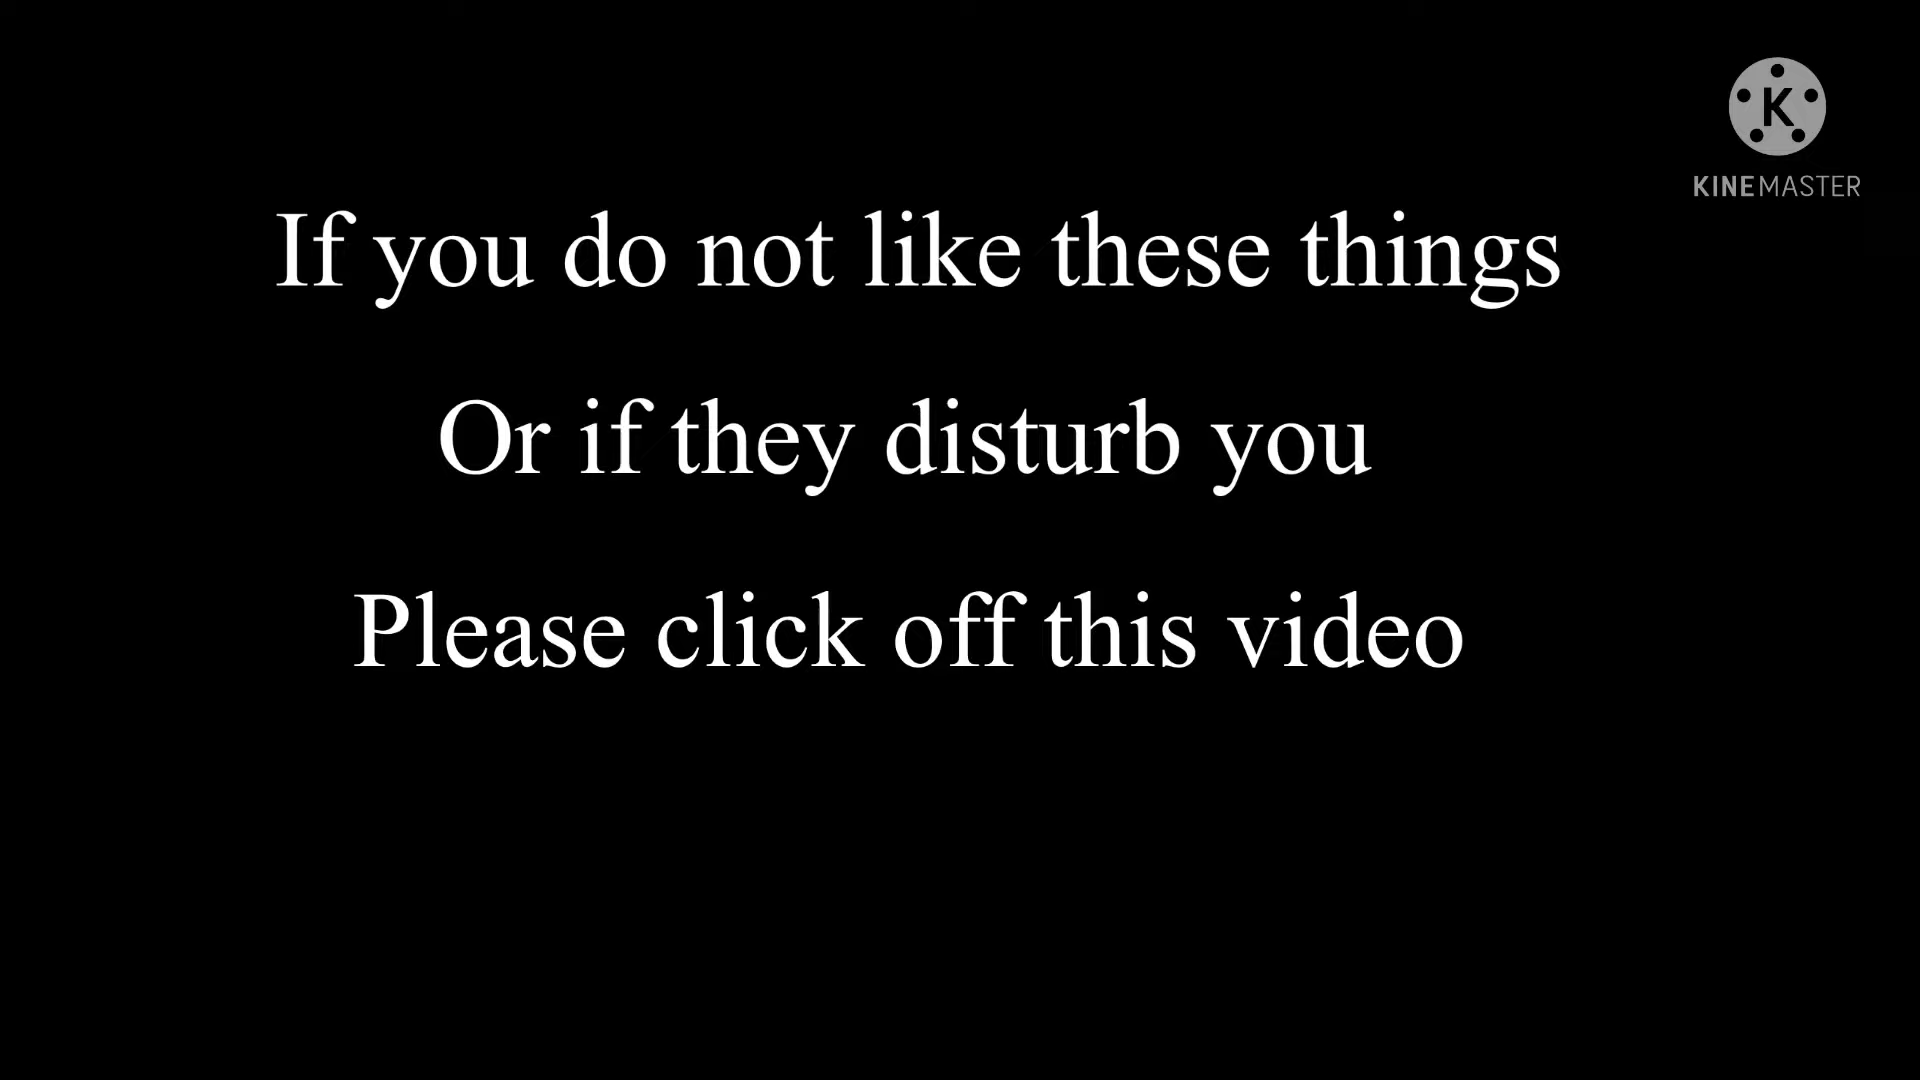 K
KINEMASTER
If you do not like these things
Or if they disturb you
Please click off this video